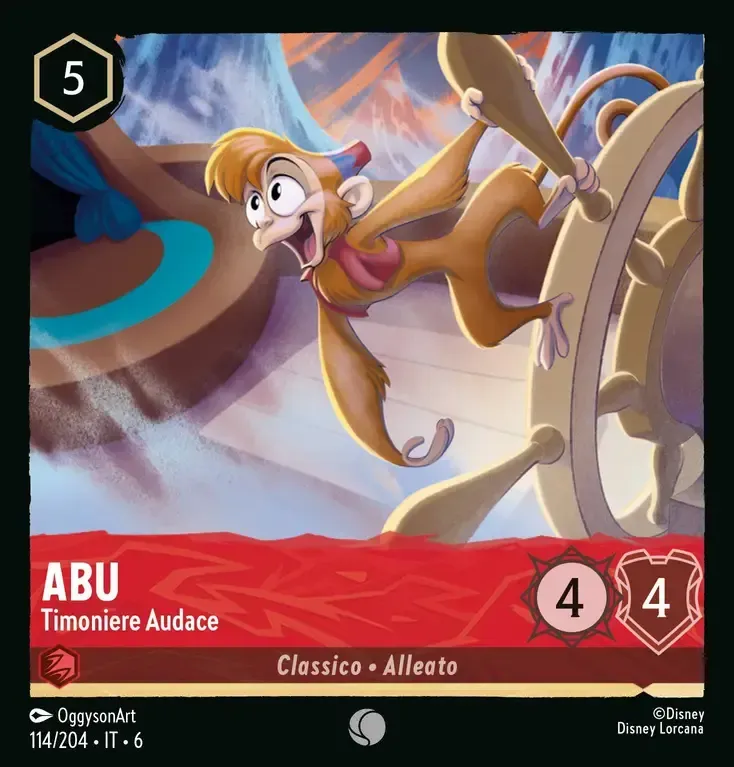 5
ABU
Timoniere Audace
4 4
Classico • Alleato
OggysonArt
©Disney
114/204 • IT • 6
Disney Lorcana